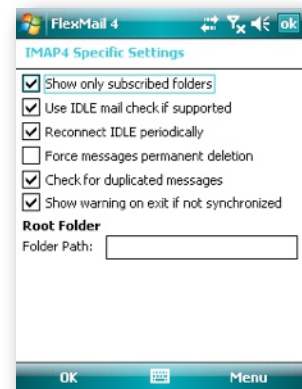 FlexMail 4 ok
IMAP4 Specific Settings
Show only subscribed folders
Use IDLE mail check if supported
Reconnect IDLE periodically
Force messages permanent deletion
Check for duplicated messages
Show warning on exit if not synchronized
Root Folder
Folder Path:
OK Menu